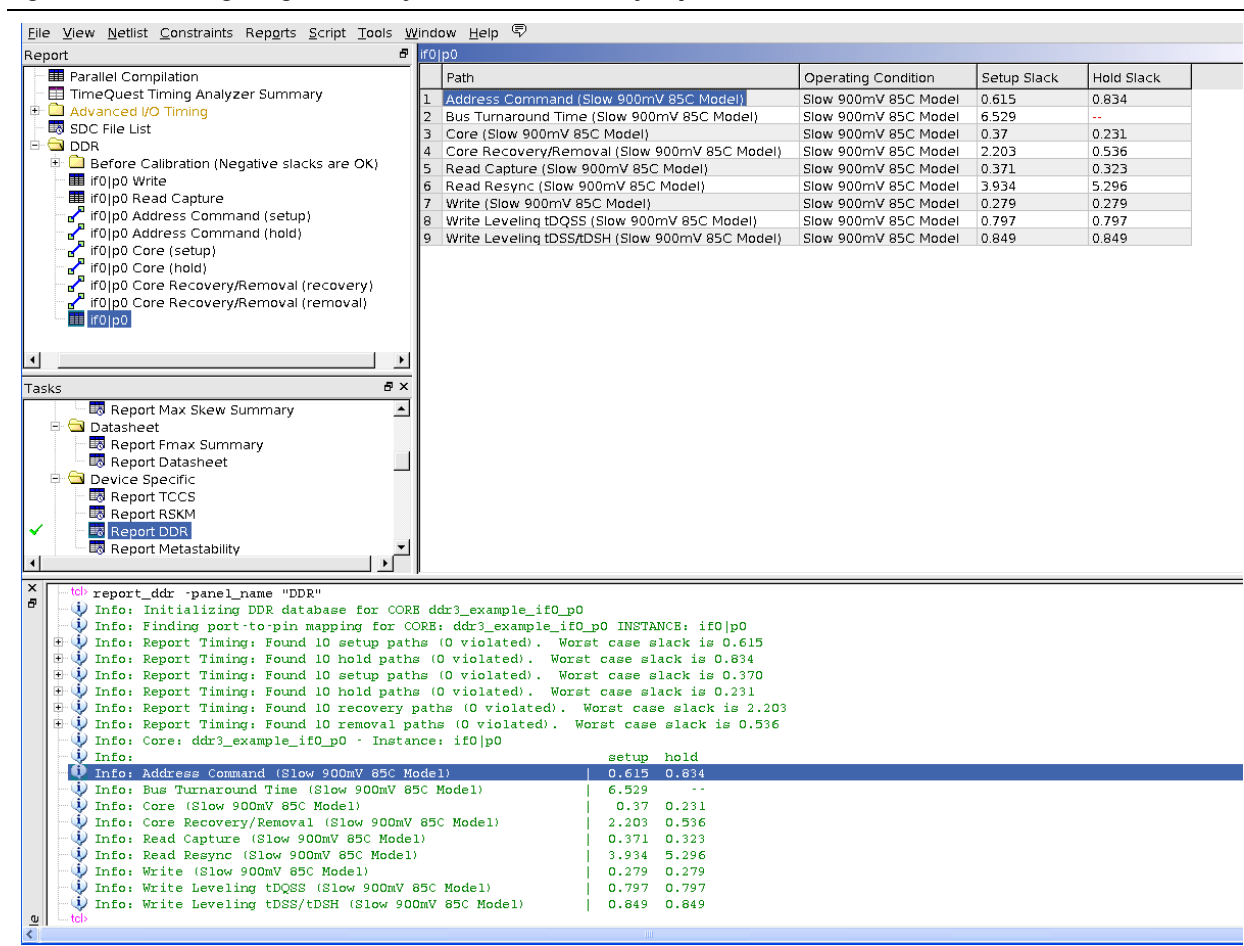 File View Netlist Constraints Reports Script Tools Window Help
Report
Parallel Compilation
TimeQuest Timing Analyzer Summary
Advanced I/O Timing
SDC File List
DDR
Before Calibration (Negative slacks are OK)
if0|p0 Write
if0|p0 Read Capture
if0|p0 Address Command (setup)
if0|p0 Address Command (hold)
if0|p0 Core (setup)
if0|p0 Core (hold)
if0|p0 Core Recovery/Removal (recovery)
if0|p0 Core Recovery/Removal (removal)
if0|p0
if0|p0
Path Operating Condition Setup Slack Hold Slack
1 Address Command (Slow 900mV 85C Model) Slow 900mV 85C Model 0.615 0.834
2 Bus Turnaround Time (Slow 900mV 85C Model) Slow 900mV 85C Model 6.529 --
3 Core (Slow 900mV 85C Model) Slow 900mV 85C Model 0.37 0.231
4 Core Recovery/Removal (Slow 900mV 85C Model) Slow 900mV 85C Model 2.203 0.536
5 Read Capture (Slow 900mV 85C Model) Slow 900mV 85C Model 0.371 0.323
6 Read Resync (Slow 900mV 85C Model) Slow 900mV 85C Model 3.934 5.296
7 Write (Slow 900mV 85C Model) Slow 900mV 85C Model 0.279 0.279
8 Write Leveling tDQSS (Slow 900mV 85C Model) Slow 900mV 85C Model 0.797 0.797
9 Write Leveling tDSS/tDSH (Slow 900mV 85C Model) Slow 900mV 85C Model 0.849 0.849
Tasks
Report Max Skew Summary
Datasheet
Report Fmax Summary
Report Datasheet
Device Specific
Report TCCS
Report RSKM
Report DDR
Report Metastability
tcl> report_ddr -panel_name "DDR"
Info: Initializing DDR database for CORE ddr3_example_if0_p0
Info: Finding port-to-pin mapping for CORE: ddr3_example_if0_p0 INSTANCE: if0|p0
Info: Report Timing: Found 10 setup paths (0 violated). Worst case slack is 0.615
Info: Report Timing: Found 10 hold paths (0 violated). Worst case slack is 0.834
Info: Report Timing: Found 10 setup paths (0 violated). Worst case slack is 0.370
Info: Report Timing: Found 10 hold paths (0 violated). Worst case slack is 0.231
Info: Report Timing: Found 10 recovery paths (0 violated). Worst case slack is 2.203
Info: Report Timing: Found 10 removal paths (0 violated). Worst case slack is 0.536
Info: Core: ddr3_example_if0_p0 - Instance: if0|p0
Info: setup hold
Info: Address Command (Slow 900mV 85C Model) | 0.615 0.834
Info: Bus Turnaround Time (Slow 900mV 85C Model) | 6.529 --
Info: Core (Slow 900mV 85C Model) | 0.37 0.231
Info: Core Recovery/Removal (Slow 900mV 85C Model) | 2.203 0.536
Info: Read Capture (Slow 900mV 85C Model) | 0.371 0.323
Info: Read Resync (Slow 900mV 85C Model) | 3.934 5.296
Info: Write (Slow 900mV 85C Model) | 0.279 0.279
Info: Write Leveling tDQSS (Slow 900mV 85C Model) | 0.797 0.797
Info: Write Leveling tDSS/tDSH (Slow 900mV 85C Model) | 0.849 0.849
tcl>